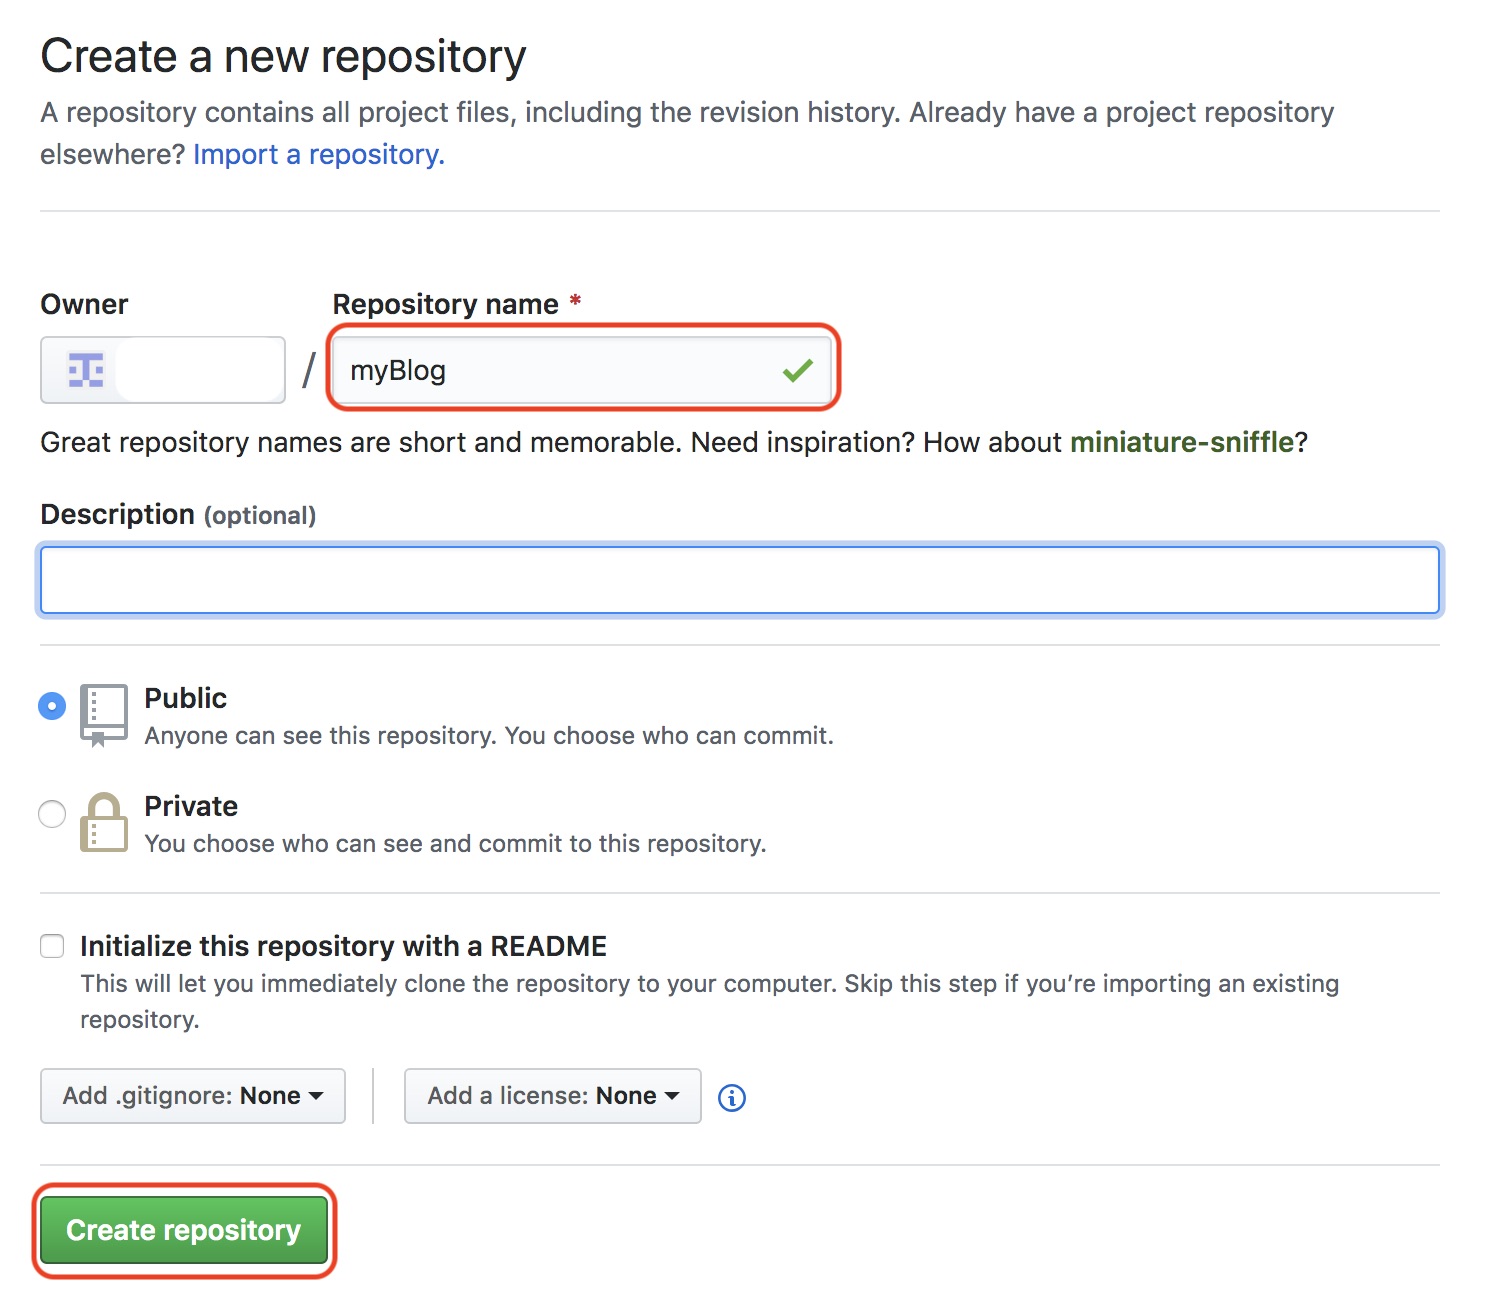 Create a new repository
A repository contains all project files, including the revision history. Already have a project repository
elsewhere? Import a repository.
Owner
Repository name *
/
myBlog
Great repository names are short and memorable. Need inspiration? How about miniature-sniffle?
Description (optional)
Public
Anyone can see this repository. You choose who can commit.
Private
You choose who can see and commit to this repository.
Initialize this repository with a README
This will let you immediately clone the repository to your computer. Skip this step if you’re importing an existing
repository.
Add .gitignore: None
Add a license: None
Create repository